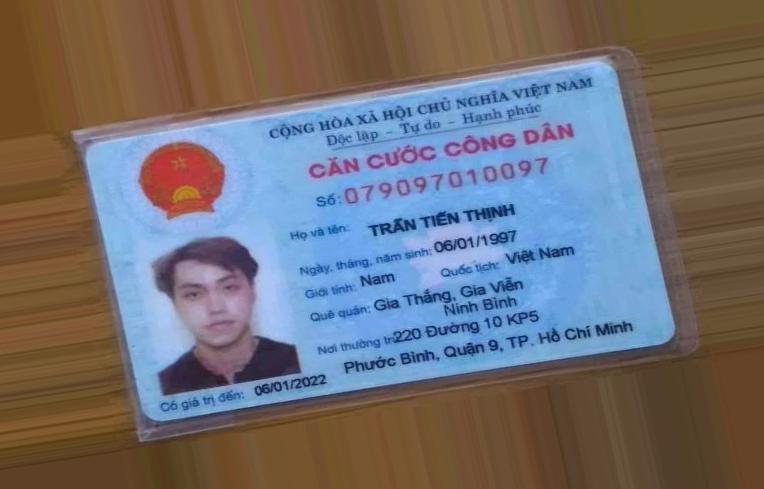 CỘNG HÒA XÃ HỘI CHỦ NGHĨA VIỆT NAM
Độc lập - Tự do - Hạnh phúc
CĂN CƯỚC CÔNG DÂN
Số: 079097010097
Họ và tên: TRẤN TIẾN THỊNH
Ngày, tháng, năm sinh: 06/01/1997
Giới tính: Nam Quốc tịch: Việt Nam
Quê quán: Gia Thắng, Gia Viễn
Ninh Bình
Nơi thường tr 220 Đường 10 KP5
Phước Bình, Quận 9, TP. Hồ Chí Minh
Có giá trị đến: 06/01/2022